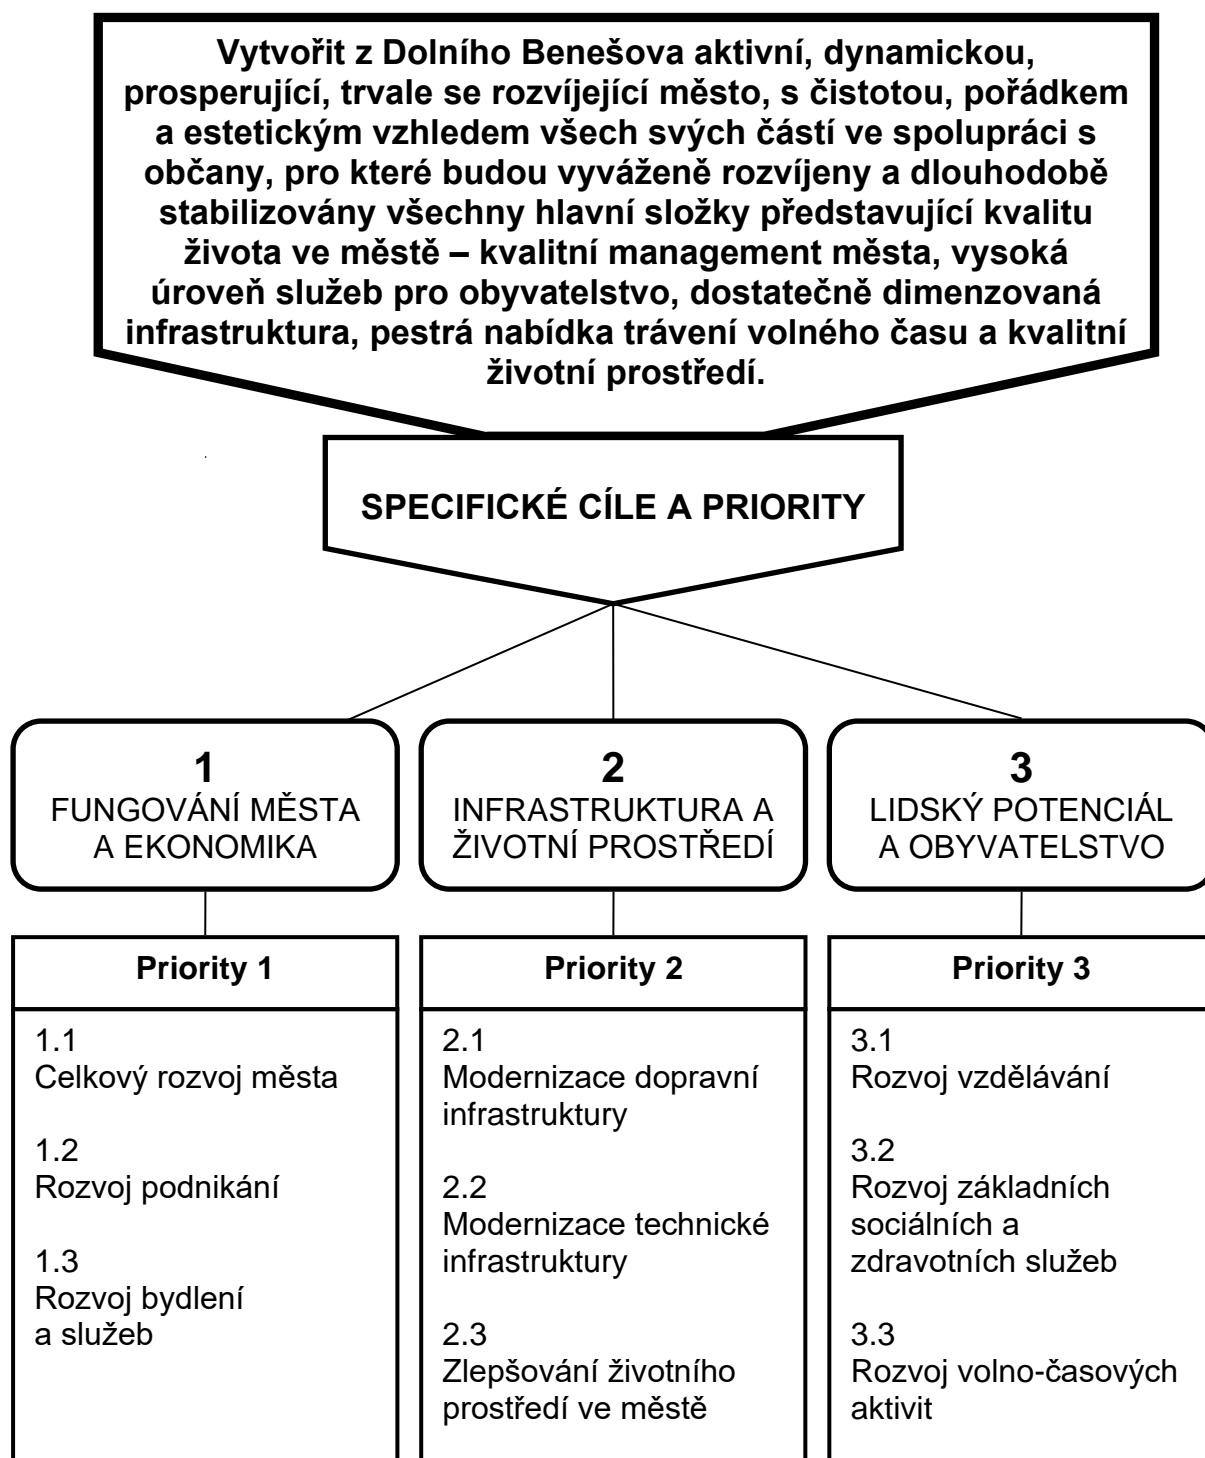 Vytvořit z Dolního Benešova aktivní, dynamickou,
prosperující, trvale se rozvíjející město, s čistotou, pořádkem
a estetickým vzhledem všech svých částí ve spolupráci s
občany, pro které budou vyváženě rozvíjeny a dlouhodobě
stabilizovány všechny hlavní složky představující kvalitu
života ve městě – kvalitní management města, vysoká
úroveň služeb pro obyvatelstvo, dostatečně dimenzovaná
infrastruktura, pestrá nabídka trávení volného času a kvalitní
životní prostředí.
SPECIFICKÉ CÍLE A PRIORITY
1
FUNGOVÁNÍ MĚSTA
A EKONOMIKA
2
INFRASTRUKTURA A
ŽIVOTNÍ PROSTŘEDÍ
3
LIDSKÝ POTENCIÁL
A OBYVATELSTVO
Priority 1
1.1
Celkový rozvoj města
1.2
Rozvoj podnikání
1.3
Rozvoj bydlení
a služeb
Priority 2
2.1
Modernizace dopravní
infrastruktury
2.2
Modernizace technické
infrastruktury
2.3
Zlepšování životního
prostředí ve městě
Priority 3
3.1
Rozvoj vzdělávání
3.2
Rozvoj základních
sociálních a
zdravotních služeb
3.3
Rozvoj volno-časových
aktivit